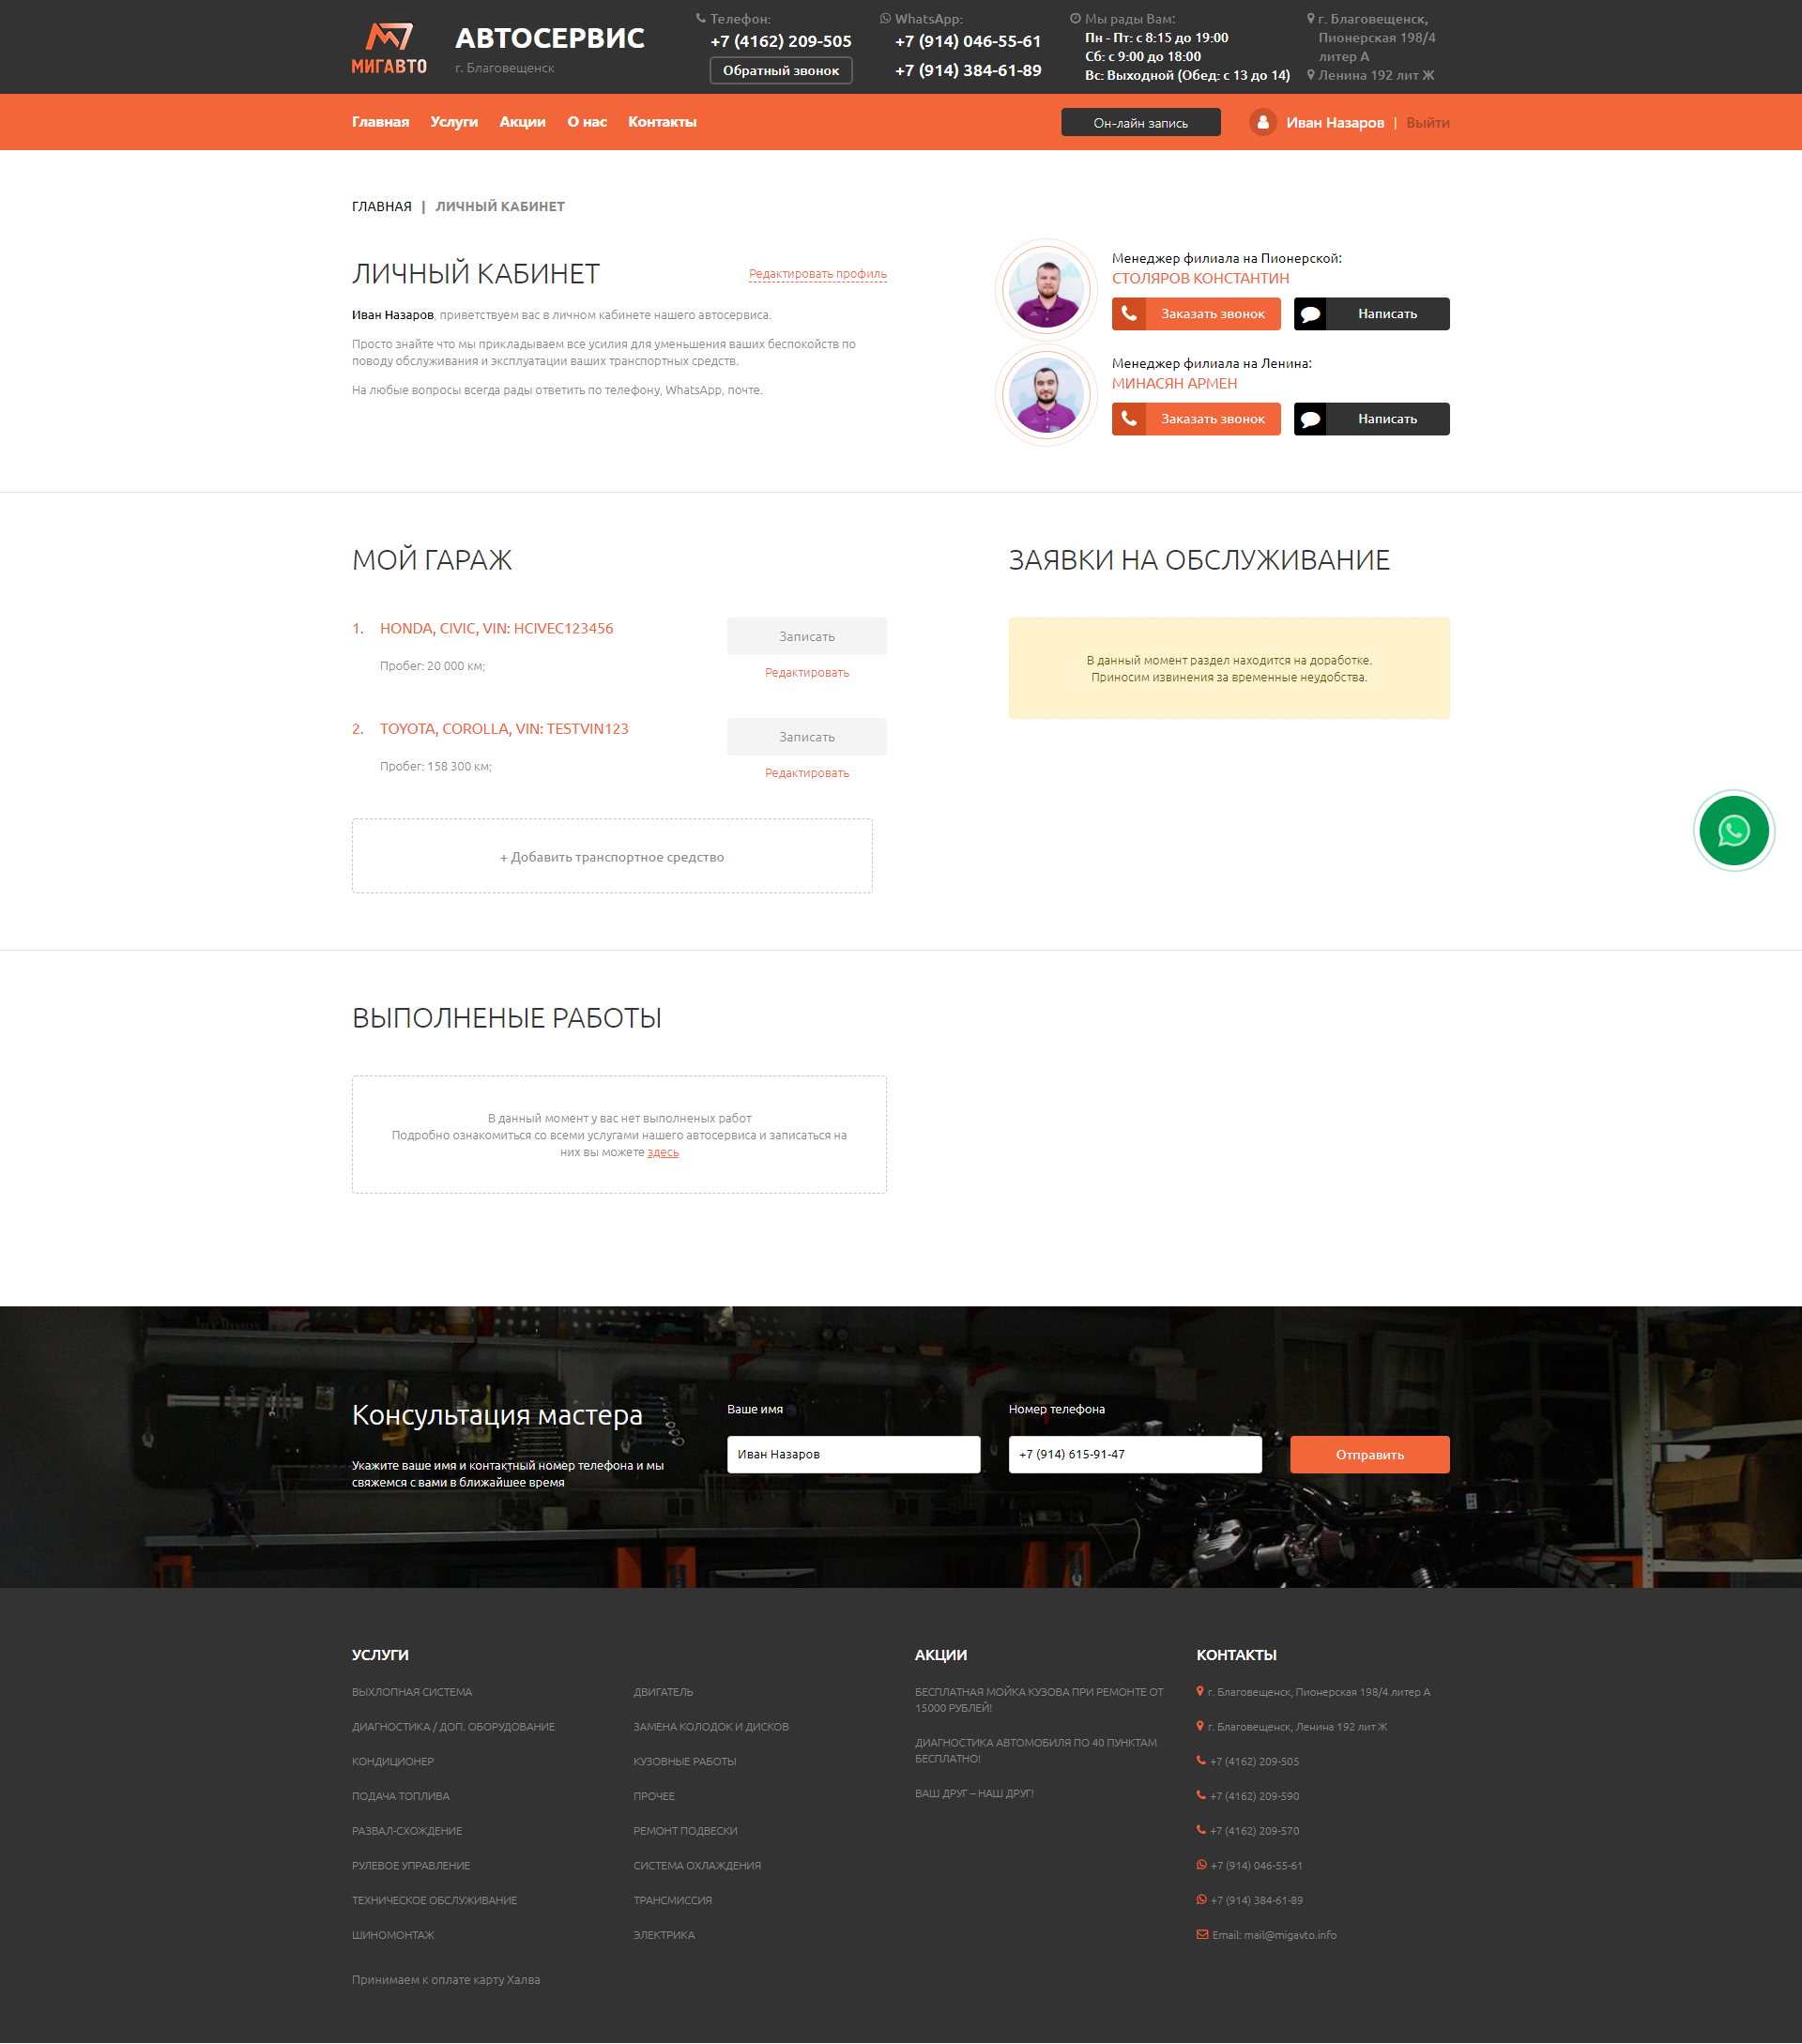 МИГАВТО
АВТОСЕРВИС
г. Благовещенск
Телефон:
+7 (4162) 209-505
Обратный звонок
WhatsApp:
+7 (914) 046-55-61
+7 (914) 384-61-89
Мы рады Вам:
Пн - Пт: с 8:15 до 19:00
Сб: с 9:00 до 18:00
Вс: Выходной (Обед: с 13 до 14)
г. Благовещенск,
Пионерская 198/4
литер А
Ленина 192 лит Ж
Главная Услуги Акции О нас Контакты
Он-лайн запись
Иван Назаров | Выйти
ГЛАВНАЯ | ЛИЧНЫЙ КАБИНЕТ
ЛИЧНЫЙ КАБИНЕТ
Редактировать профиль
Иван Назаров, приветствуем вас в личном кабинете нашего автосервиса.
Просто знайте что мы прикладываем все усилия для уменьшения ваших беспокойств по
поводу обслуживания и эксплуатации ваших транспортных средств.
На любые вопросы всегда рады ответить по телефону, WhatsApp, почте.
Менеджер филиала на Пионерской:
СТОЛЯРОВ КОНСТАНТИН
Заказать звонок
Написать
Менеджер филиала на Ленина:
МИНАСЯН АРМЕН
Заказать звонок
Написать
МОЙ ГАРАЖ
1. HONDA, CIVIC, VIN: HCIVEC123456
Пробег: 20 000 км;
Записать
Редактировать
2. TOYOTA, COROLLA, VIN: TESTVIN123
Пробег: 158 300 км;
Записать
Редактировать
+ Добавить транспортное средство
ЗАЯВКИ НА ОБСЛУЖИВАНИЕ
В данный момент раздел находится на доработке.
Приносим извинения за временные неудобства.
ВЫПОЛНЕНЫЕ РАБОТЫ
В данный момент у вас нет выполненых работ
Подробно ознакомиться со всеми услугами нашего автосервиса и записаться на
них вы можете здесь
Консультация мастера
Укажите ваше имя и контактный номер телефона и мы
свяжемся с вами в ближайшее время
Ваше имя
Иван Назаров
Номер телефона
+7 (914) 615-91-47
Отправить
УСЛУГИ
ВЫХЛОПНАЯ СИСТЕМА
ДИАГНОСТИКА / ДОП. ОБОРУДОВАНИЕ
КОНДИЦИОНЕР
ПОДАЧА ТОПЛИВА
РАЗВАЛ-СХОЖДЕНИЕ
РУЛЕВОЕ УПРАВЛЕНИЕ
ТЕХНИЧЕСКОЕ ОБСЛУЖИВАНИЕ
ШИНОМОНТАЖ
ДВИГАТЕЛЬ
ЗАМЕНА КОЛОДОК И ДИСКОВ
КУЗОВНЫЕ РАБОТЫ
ПРОЧЕЕ
РЕМОНТ ПОДВЕСКИ
СИСТЕМА ОХЛАЖДЕНИЯ
ТРАНСМИССИЯ
ЭЛЕКТРИКА
АКЦИИ
БЕСПЛАТНАЯ МОЙКА КУЗОВА ПРИ РЕМОНТЕ ОТ
15000 РУБЛЕЙ!
ДИАГНОСТИКА АВТОМОБИЛЯ ПО 40 ПУНКТАМ
БЕСПЛАТНО!
ВАШ ДРУГ – НАШ ДРУГ!
КОНТАКТЫ
г. Благовещенск, Пионерская 198/4 литер А
г. Благовещенск, Ленина 192 лит Ж
+7 (4162) 209-505
+7 (4162) 209-590
+7 (4162) 209-570
+7 (914) 046-55-61
+7 (914) 384-61-89
Email: mail@migavto.info
Принимаем к оплате карту Халва